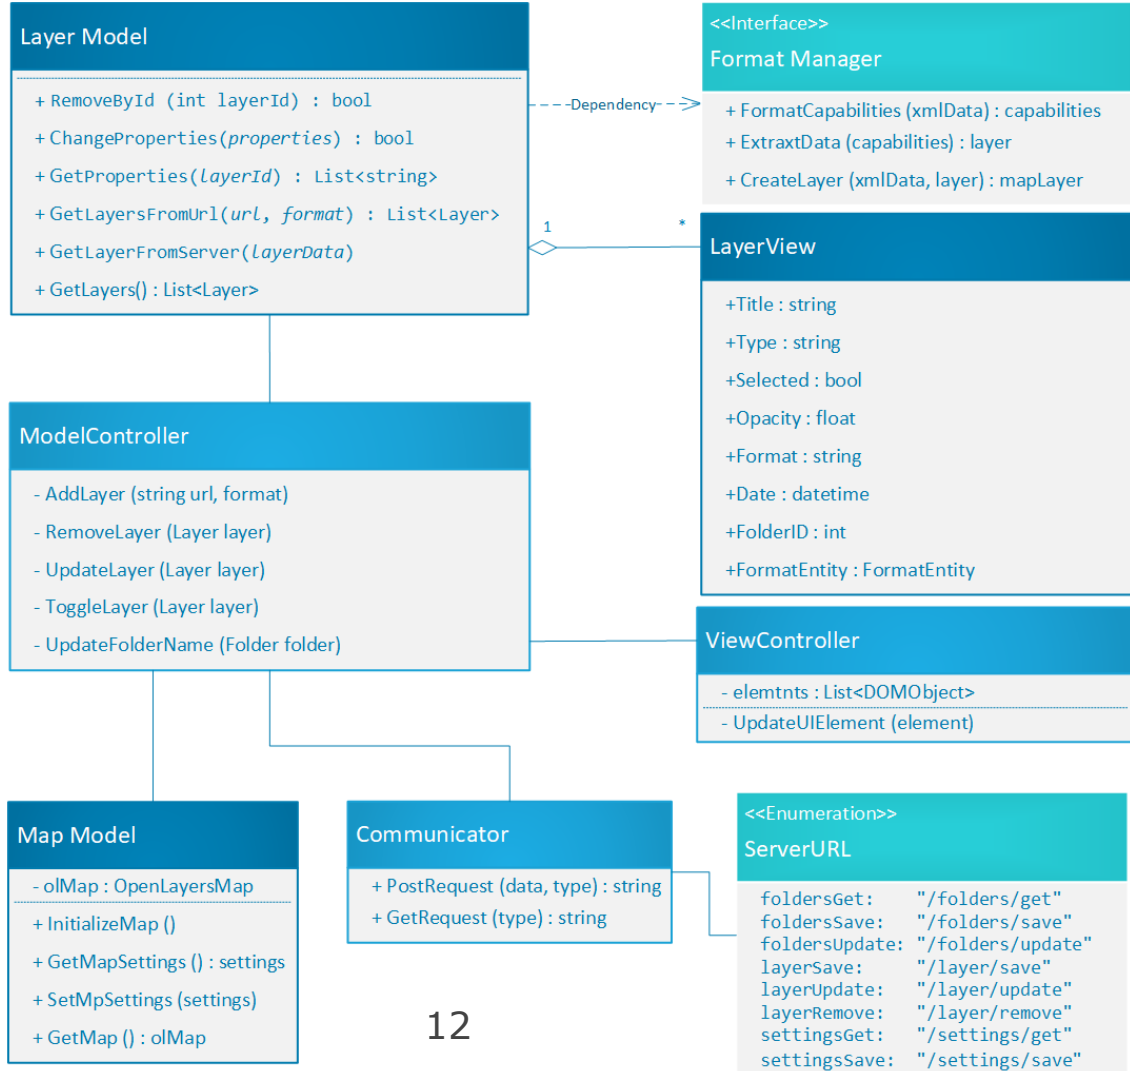 Layer Model
+ RemoveById (int layerId) : bool
+ ChangeProperties(properties) : bool
+ GetProperties(layerId) : List<string>
+ GetLayersFromUrl(url, format) : List<Layer>
+ GetLayerFromServer(layerData)
+ GetLayers() : List<Layer>
Dependency
<<Interface>>
Format Manager
+ FormatCapabilities (xmlData) : capabilities
+ ExtraxtData (capabilities) : layer
+ CreateLayer (xmlData, layer) : mapLayer
1
*
LayerView
+Title : string
+Type : string
+Selected : bool
+Opacity : float
+Format : string
+Date : datetime
+FolderID : int
+FormatEntity : FormatEntity
ModelController
- AddLayer (string url, format)
- RemoveLayer (Layer layer)
- UpdateLayer (Layer layer)
- ToggleLayer (Layer layer)
- UpdateFolderName (Folder folder)
ViewController
- elemtnts : List<DOMObject>
- UpdateUIElement (element)
Map Model
- olMap : OpenLayersMap
+ InitializeMap ()
+ GetMapSettings () : settings
+ SetMpSettings (settings)
+ GetMap () : olMap
Communicator
+ PostRequest (data, type) : string
+ GetRequest (type) : string
<<Enumeration>>
ServerURL
foldersGet: "/folders/get"
foldersSave: "/folders/save"
foldersUpdate: "/folders/update"
layerSave: "/layer/save"
layerUpdate: "/layer/update"
layerRemove: "/layer/remove"
settingsGet: "/settings/get"
settingsSave: "/settings/save"
12